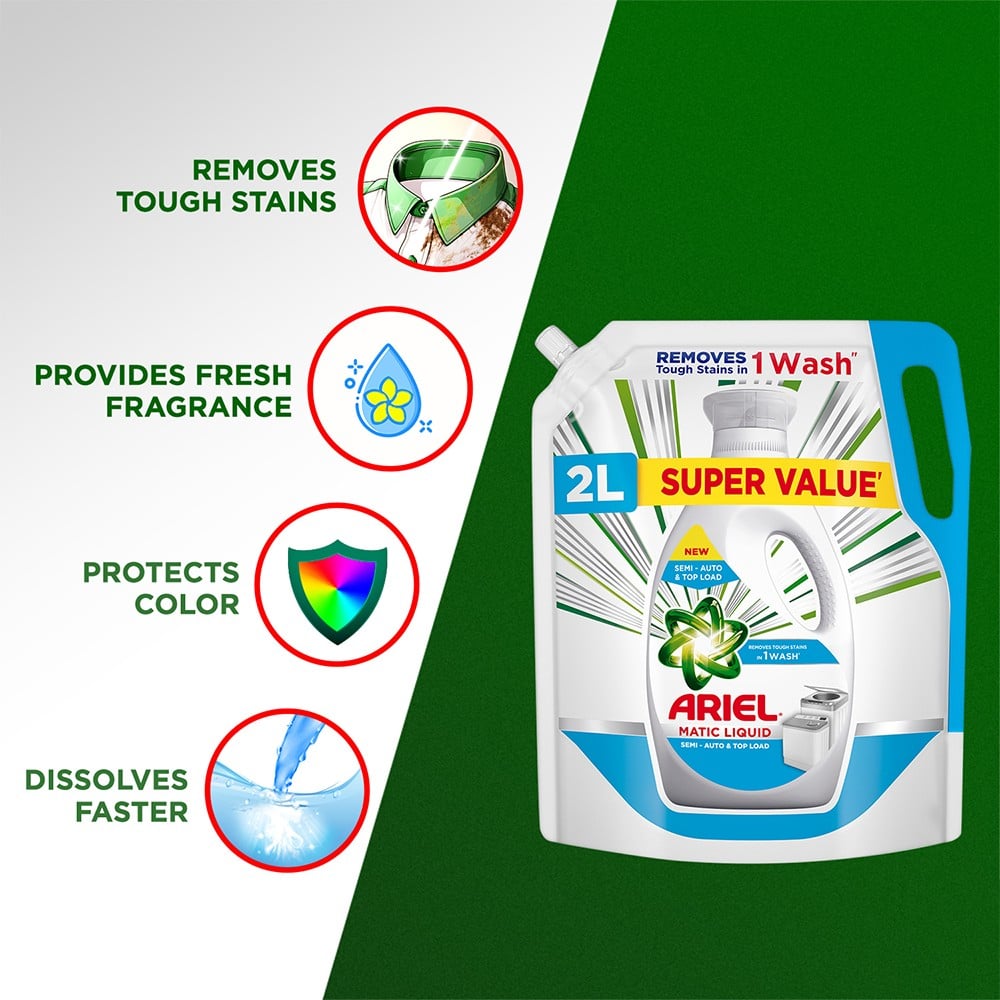 REMOVES
TOUGH STAINS
PROVIDES FRESH
FRAGRANCE
PROTECTS
COLOR
DISSOLVES
FASTER
REMOVES
Tough Stains in 1 Wash"
2L SUPER VALUE'
NEW
SEMI - AUTO
& TOP LOAD
REMOVES TOUGH STAINS
IN 1 WASH'
ARIEL
MATIC LIQUID
SEMI - AUTO & TOP LOAD